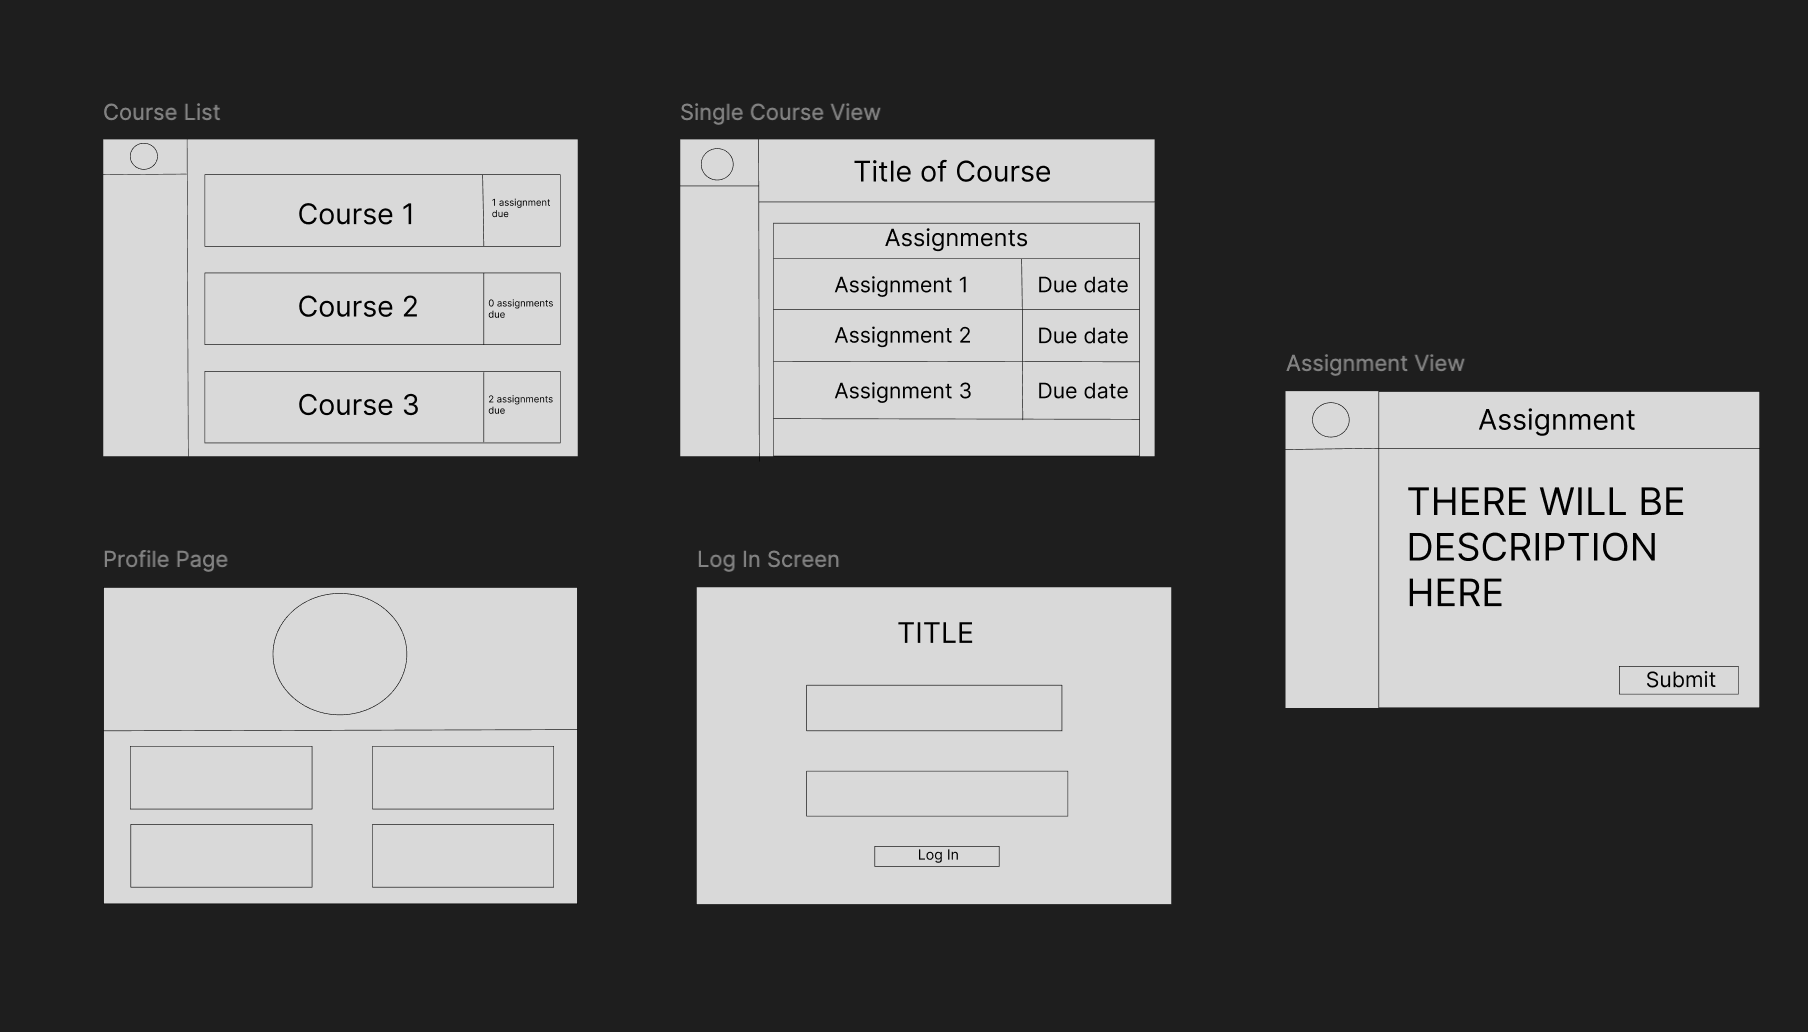 Course List
Course 1
1 assignment
due
Course 2
0 assignments
due
Course 3
2 assignments
due
Single Course View
Title of Course
Assignments
Assignment 1
Due date
Assignment 2
Due date
Assignment 3
Due date
Assignment View
Assignment
THERE WILL BE
DESCRIPTION
HERE
Submit
Profile Page
Log In Screen
TITLE
Log In